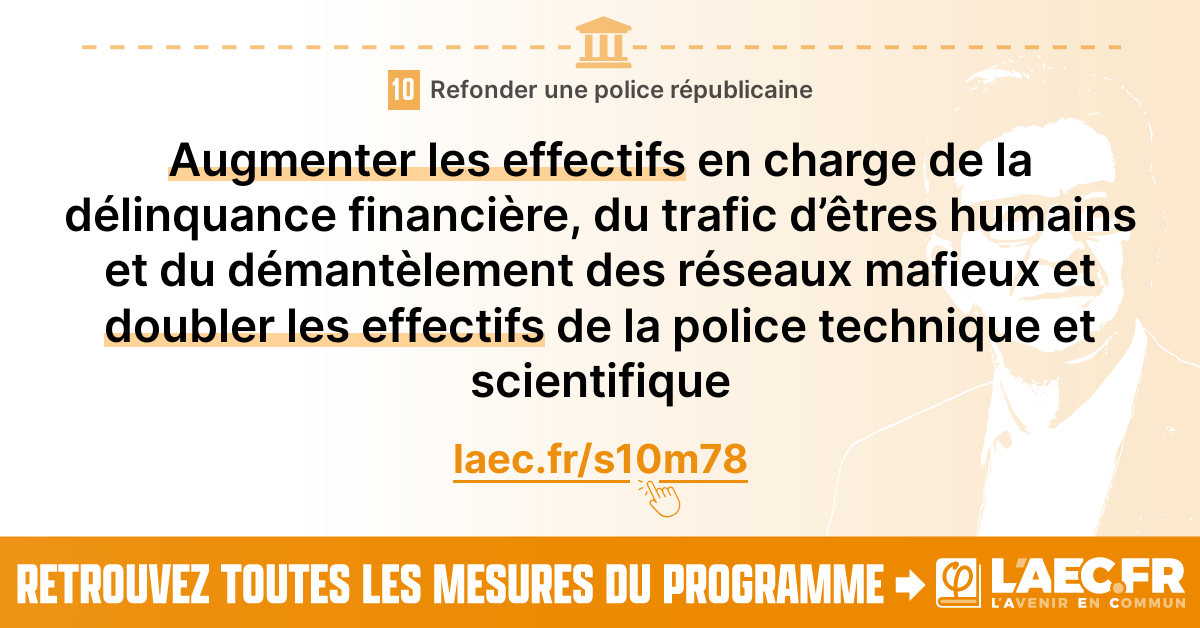 10 Refonder une police républicaine
Augmenter les effectifs en charge de la
délinquance financière, du trafic d’êtres humains
et du démantèlement des réseaux mafieux et
doubler les effectifs de la police technique et
scientifique
laec.fr/s10m78
RETROUVEZ TOUTES LES MESURES DU PROGRAMME
L'AEC.FR
L'AVENIR EN COMMUN